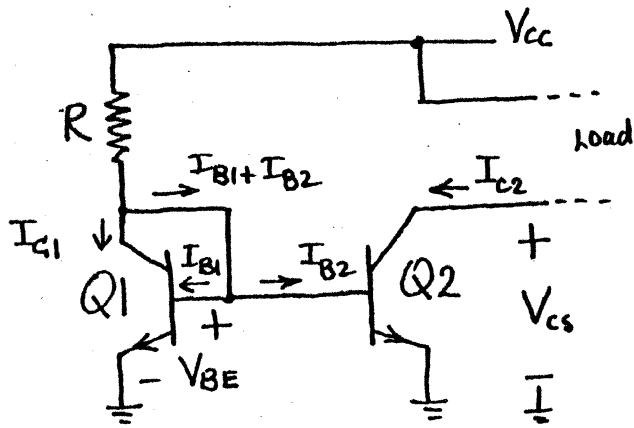 Vcc
R
Load
IB1+IB2
IC2
IC1
IB1
IB2
Q1
Q2
+
+
Vcs
−
VBE
−